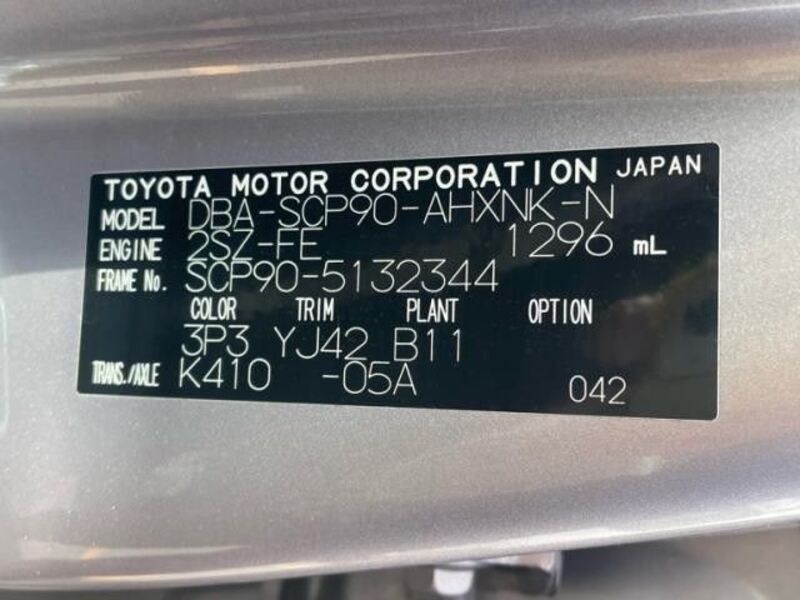 TOYOTA MOTOR CORPORATION JAPAN
MODEL DBA-SCP90-AHXNK-N
ENGINE 2SZ-FE 1296 mL
FRAME No. SCP90-5132344
COLOR TRIM PLANT OPTION
3P3 YJ42 B11
TRANS./AXLE K410 -05A 042